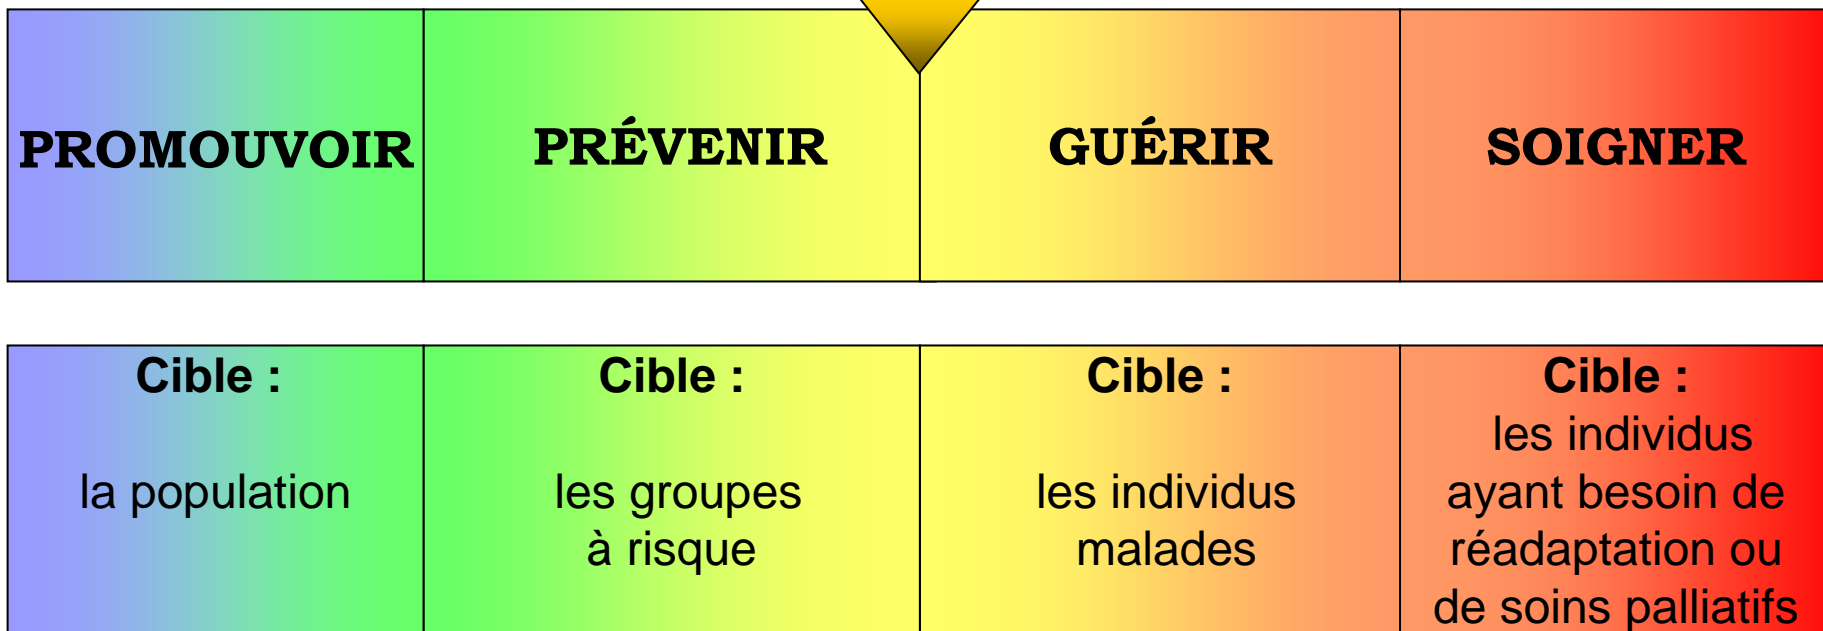 PROMOUVOIR
PRÉVENIR
GUÉRIR
SOIGNER
Cible :
la population
Cible :
les groupes
à risque
Cible :
les individus
malades
Cible :
les individus
ayant besoin de
réadaptation ou
de soins palliatifs